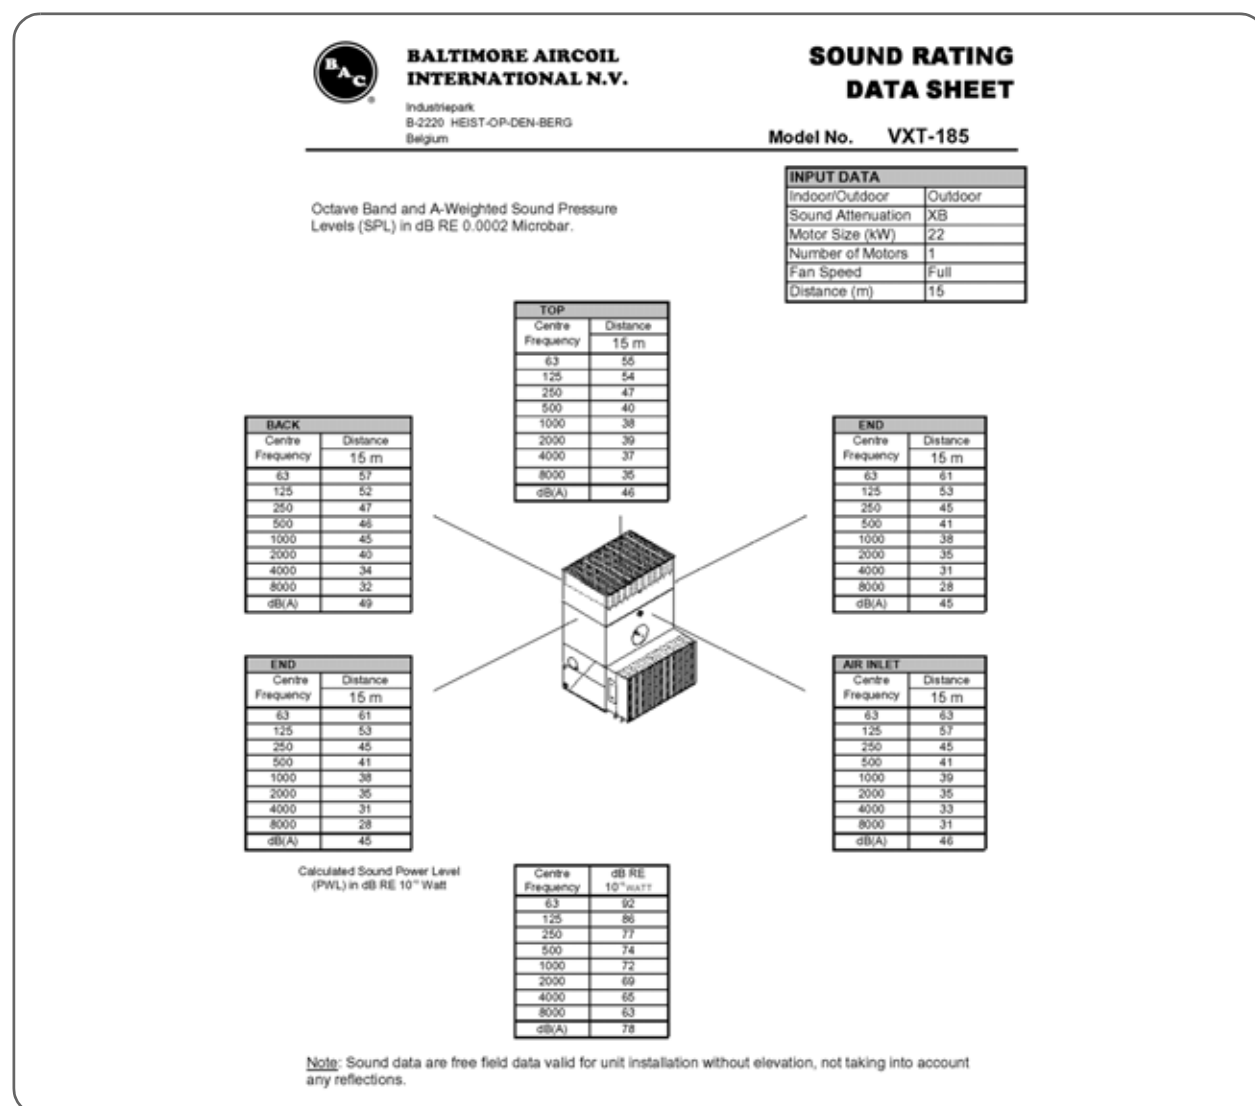 BAC
®
BALTIMORE AIRCOIL
INTERNATIONAL N.V.
Industriepark
B-2220 HEIST-OP-DEN-BERG
Belgium
SOUND RATING
DATA SHEET
Model No. VXT-185
Octave Band and A-Weighted Sound Pressure
Levels (SPL) in dB RE 0.0002 Microbar.
INPUT DATA
Indoor/Outdoor Outdoor
Sound Attenuation XB
Motor Size (kW) 22
Number of Motors 1
Fan Speed Full
Distance (m) 15
TOP
Centre Distance
Frequency 15 m
63 55
125 54
250 47
500 40
1000 38
2000 39
4000 37
8000 35
dB(A) 46
BACK
Centre Distance
Frequency 15 m
63 57
125 52
250 47
500 46
1000 45
2000 40
4000 34
8000 32
dB(A) 49
END
Centre Distance
Frequency 15 m
63 61
125 53
250 45
500 41
1000 38
2000 35
4000 31
8000 28
dB(A) 45
END
Centre Distance
Frequency 15 m
63 61
125 53
250 45
500 41
1000 38
2000 35
4000 31
8000 28
dB(A) 45
AIR INLET
Centre Distance
Frequency 15 m
63 63
125 57
250 45
500 41
1000 39
2000 35
4000 33
8000 31
dB(A) 46
Calculated Sound Power Level
(PWL) in dB RE Watt
Centre dB RE
Frequency WATT
63 92
125 86
250 77
500 74
1000 72
2000 69
4000 65
8000 63
dB(A) 78
Note: Sound data are free field data valid for unit installation without elevation, not taking into account
any reflections.